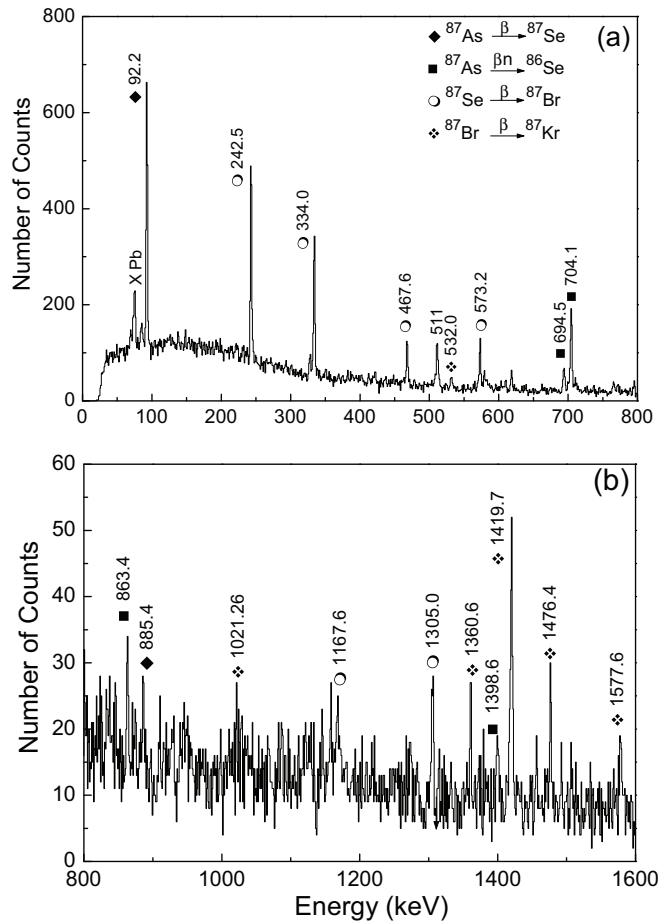 (a)
⁸⁷As β→ ⁸⁷Se
⁸⁷As βn→ ⁸⁶Se
⁸⁷Se β→ ⁸⁷Br
⁸⁷Br β→ ⁸⁷Kr
800
600
400
200
0
Number of Counts
X Pb
92.2
242.5
334.0
467.6
511
532.0
573.2
694.5
704.1
0 100 200 300 400 500 600 700 800
(b)
60
50
40
30
20
10
0
Number of Counts
863.4
885.4
1021.26
1167.6
1305.0
1360.6
1398.6
1419.7
1476.4
1577.6
800 1000 1200 1400 1600
Energy (keV)